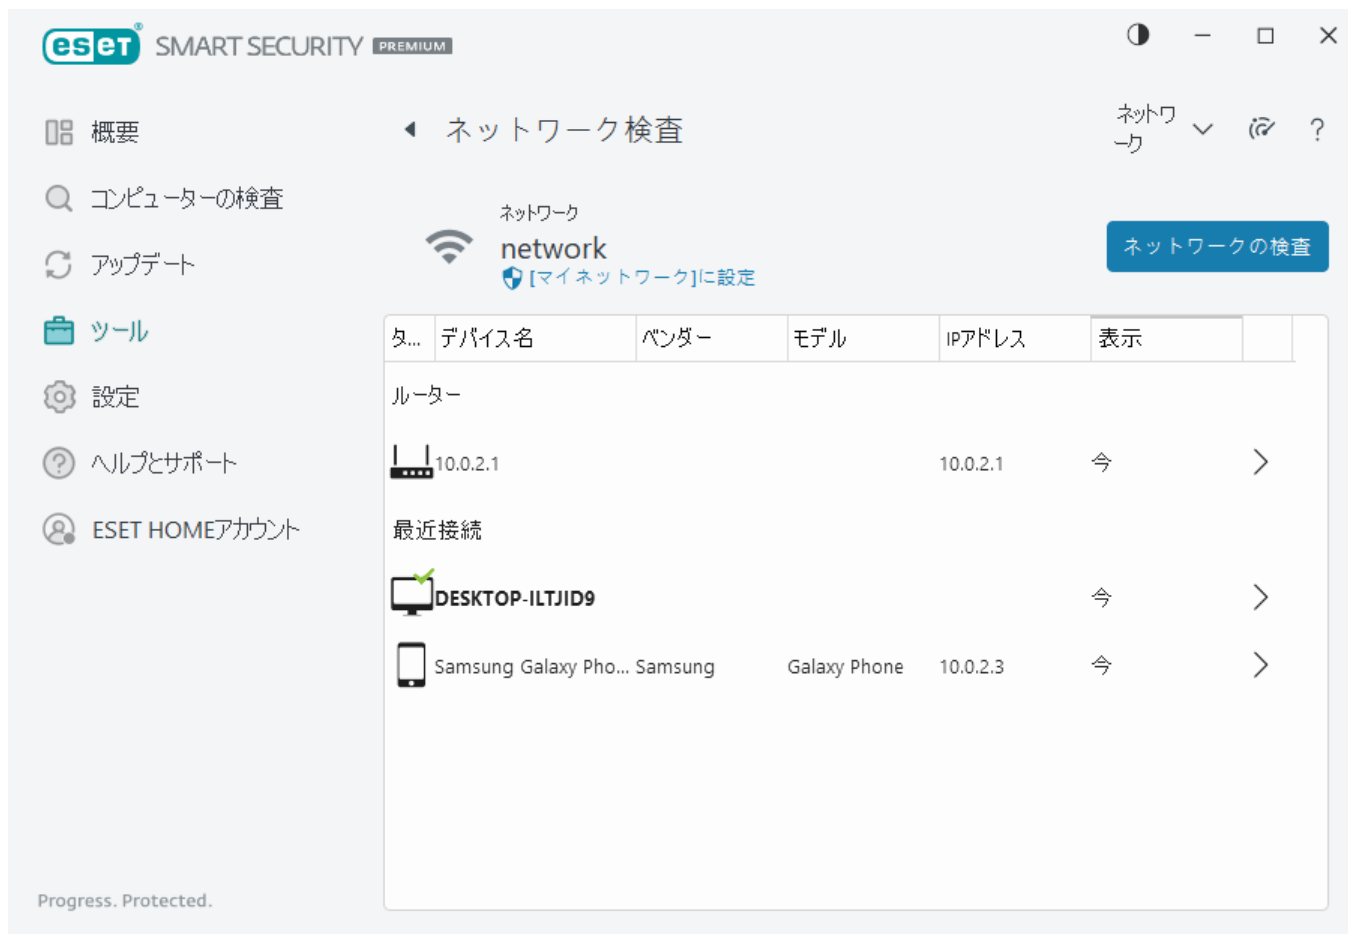 eset® SMART SECURITY PREMIUM
概要
コンピューターの検査
アップデート
ツール
設定
ヘルプとサポート
ESET HOMEアカウント
Progress. Protected.
ネットワーク検査
ネットワ
ーク
?
ネットワーク
network
[マイネットワーク]に設定
ネットワークの検査
タ... デバイス名 ベンダー モデル IPアドレス 表示
ルーター
10.0.2.1 10.0.2.1 今
最近接続
DESKTOP-ILTJID9 今
Samsung Galaxy Pho... Samsung Galaxy Phone 10.0.2.3 今